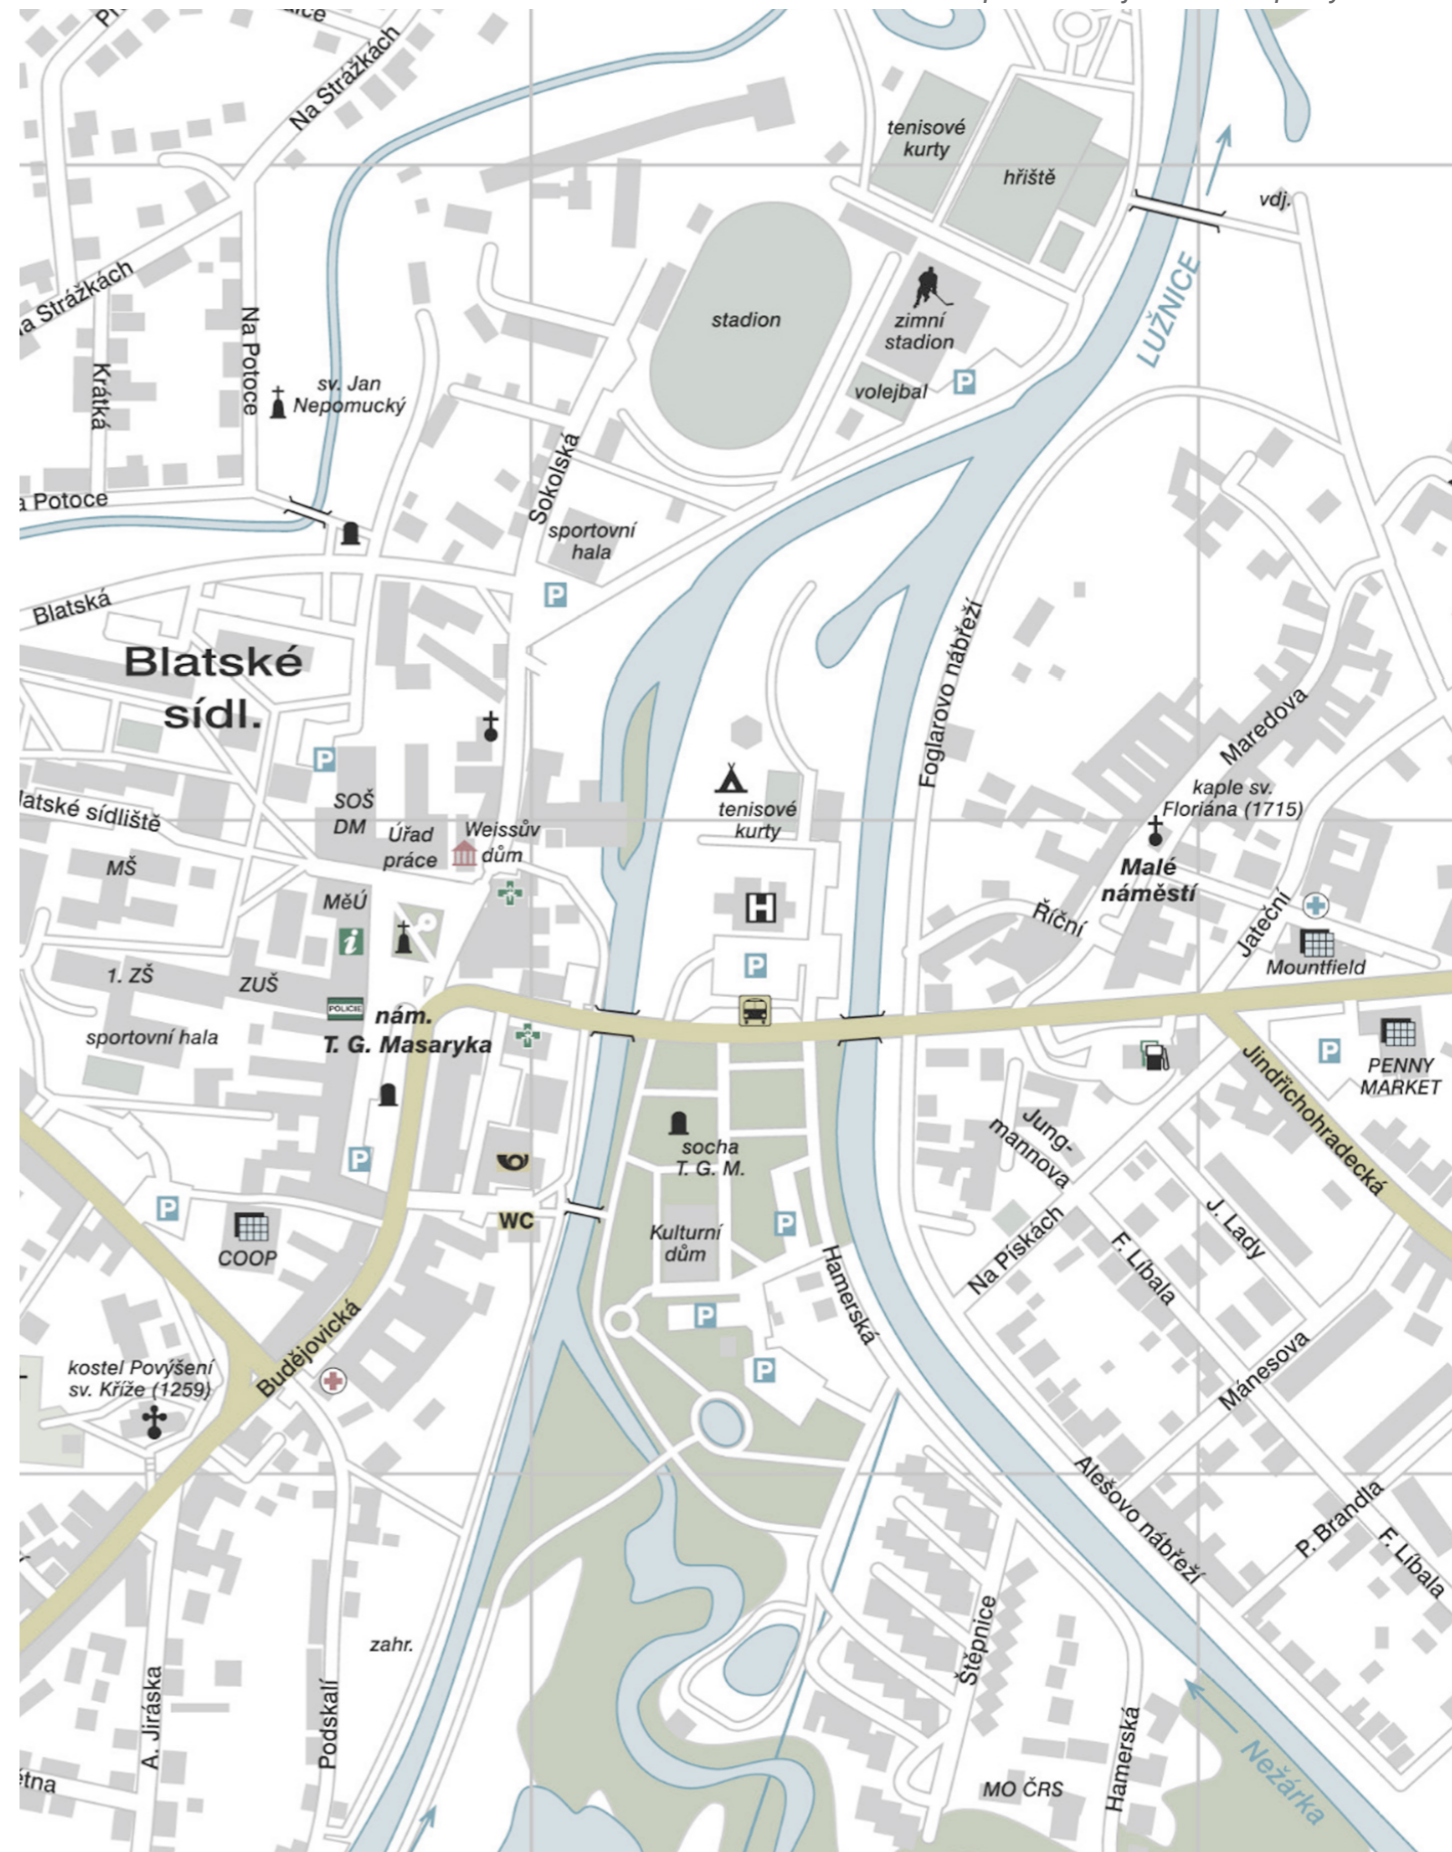 Na Strážkách
tenisové
kurty
hřiště
vdj.
Na Strážkách
LUŽNICE
stadion
zimní
stadion
Na Potoce
Krátká
sv. Jan
Nepomucký
volejbal
P
Sokolská
Potoce
sportovní
hala
P
Blatská
Blatské
sídl.
Foglarovo nábřeží
Maredova
P
SOŠ
DM
Úřad
práce
Weissův
dům
tenisové
kurty
kaple sv.
Floriána (1715)
latské sídliště
MŠ
Malé
náměstí
MěÚ
i
H
Říční
Jateční
Mountfield
P
1. ZŠ
ZUŠ
POLICIE
nám.
T. G. Masaryka
sportovní hala
P
PENNY
MARKET
Jindřichohradecká
Jung-
mannova
socha
T. G. M.
P
P
WC
COOP
Kulturní
dům
P
Hamerská
Na Pískách
F. Líbala
J. Lady
P
Budějovická
Mánesova
kostel Povýšení
sv. Kříže (1259)
P
Alešovo nábřeží
P. Brandla
F. Líbala
zahr.
Štěpnice
A. Jiráska
Podskalí
Hamerská
MO ČRS
Nežárka